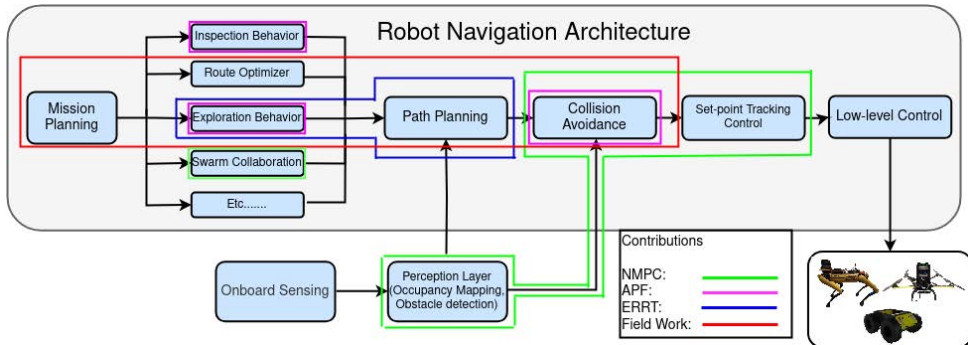 Robot Navigation Architecture
Inspection Behavior
Route Optimizer
Mission
Planning
Exploration Behavior
Path Planning
Collision
Avoidance
Set-point Tracking
Control
Low-level Control
Swarm Collaboration
Etc.......
Onboard Sensing
Perception Layer
(Occupancy Mapping,
Obstacle detection)
Contributions
NMPC:
APF:
ERRT:
Field Work: